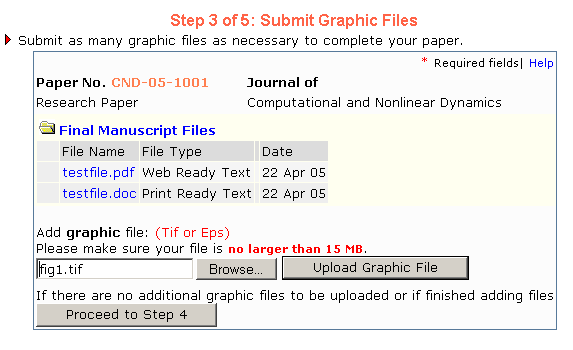 Step 3 of 5: Submit Graphic Files
Submit as many graphic files as necessary to complete your paper.
* Required fields| Help
Paper No. CND-05-1001 Journal of
Research Paper Computational and Nonlinear Dynamics
Final Manuscript Files
File Name File Type Date
testfile.pdf Web Ready Text 22 Apr 05
testfile.doc Print Ready Text 22 Apr 05
Add graphic file: (Tif or Eps)
Please make sure your file is no larger than 15 MB.
fig1.tif Browse... Upload Graphic File
If there are no additional graphic files to be uploaded or if finished adding files
Proceed to Step 4